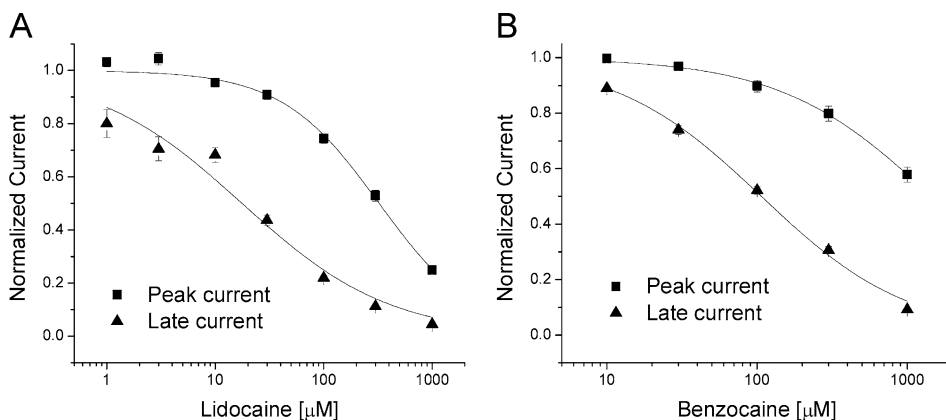 A
Normalized Current
1.0
0.8
0.6
0.4
0.2
0.0
Peak current
Late current
1 10 100 1000
Lidocaine [μM]
B
Normalized Current
1.0
0.8
0.6
0.4
0.2
0.0
Peak current
Late current
10 100 1000
Benzocaine [μM]